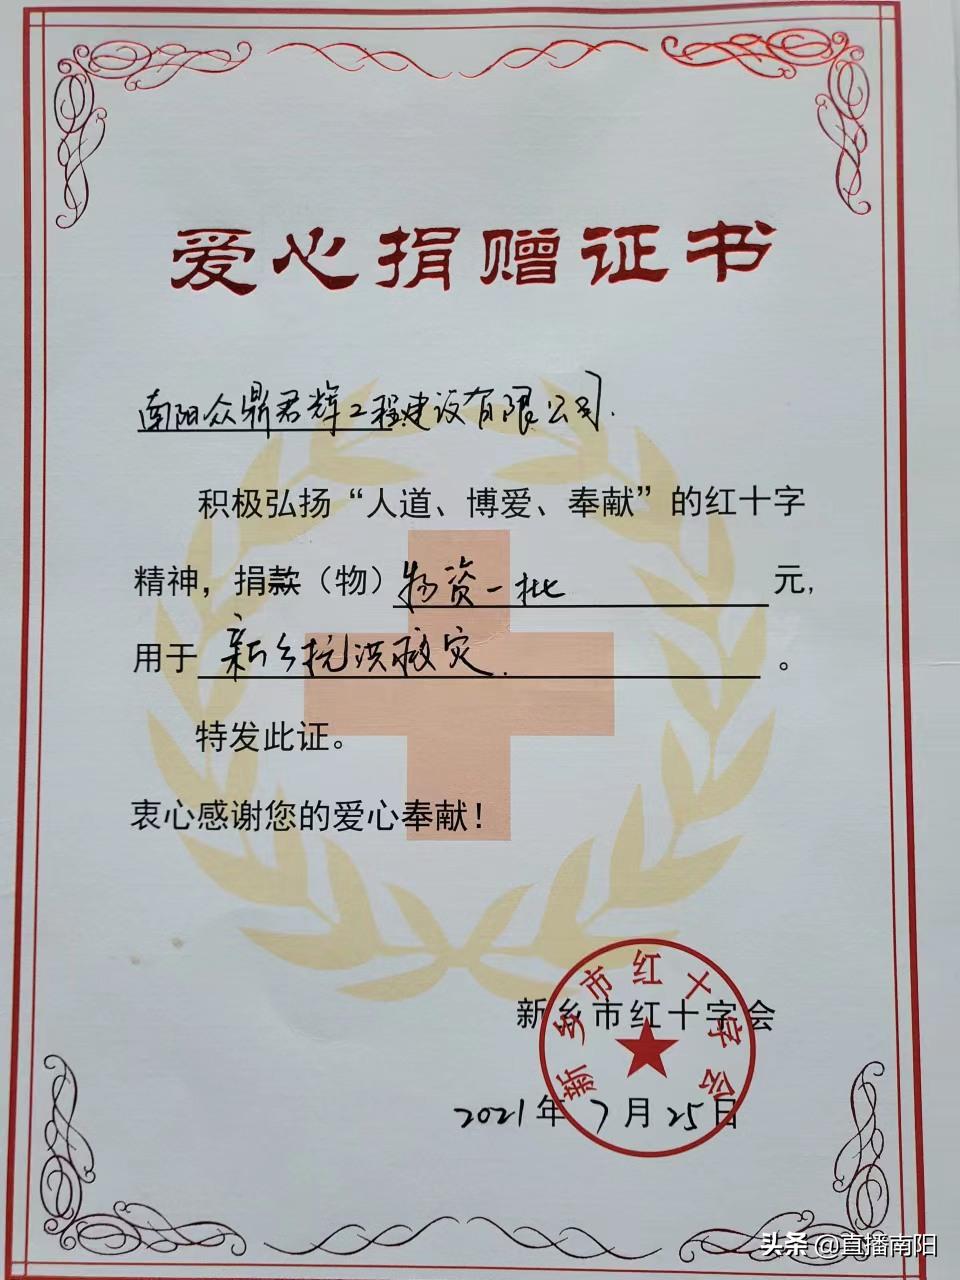 爱心捐赠证书
南阳众鼎君辉工程建设有限公司.
积极弘扬“人道、博爱、奉献”的红十字
精神，捐款（物）物资一批元，
用于新乡抗洪救灾.。
特发此证。
衷心感谢您的爱心奉献！
新乡市红十字会
新乡市红十字会
2021年7月25日
头条 @直播南阳